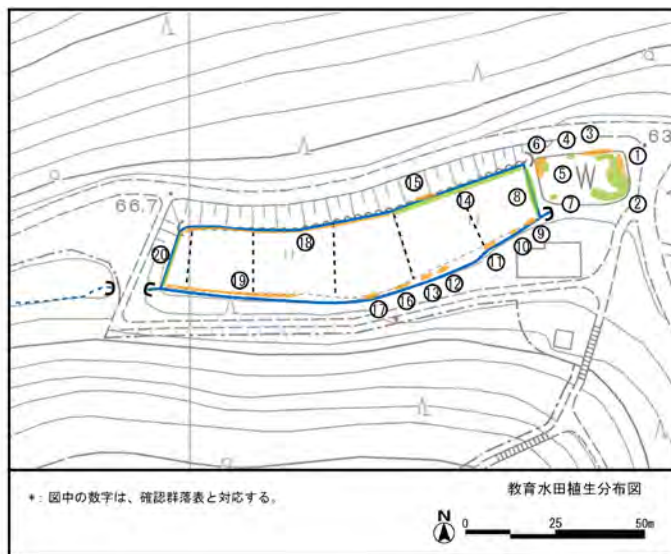 ⑥ ④ ③
63
①
⑮
⑤ W
66.7
⑭ ⑧
⑦ ②
⑱
⑨
⑳
⑩
⑪
⑲
⑫
⑬
⑯
⑰
*：図中の数字は、確認群落表と対応する。
教育水田植生分布図
N
0 25 50m